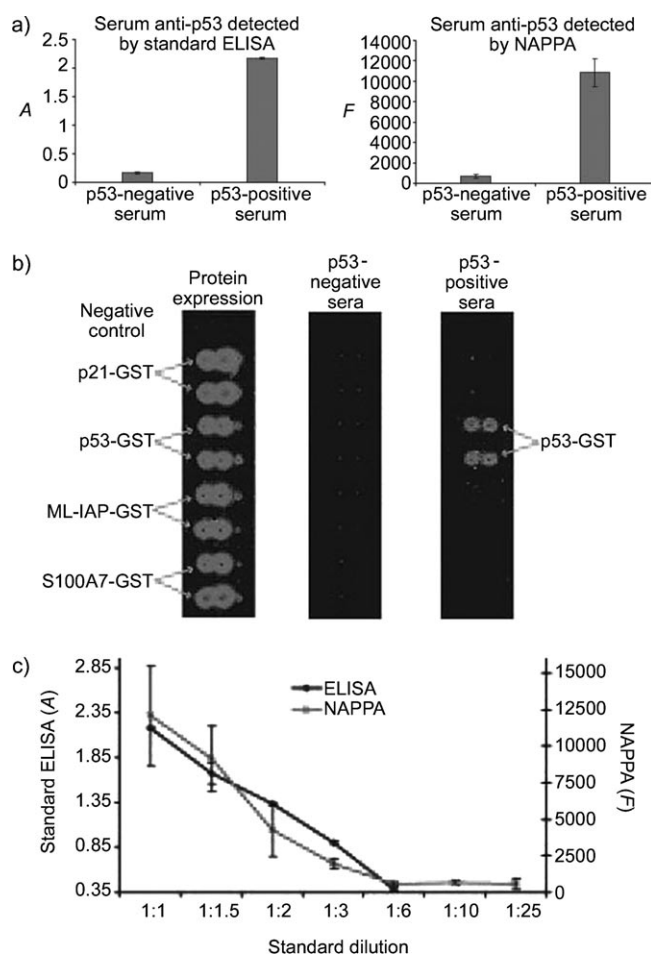 a)
Serum anti-p53 detected
by standard ELISA
2.5
2
1.5
1
0.5
0
A
p53-negative
serum
p53-positive
serum
Serum anti-p53 detected
by NAPPA
14000
12000
10000
8000
6000
4000
2000
0
F
p53-negative
serum
p53-positive
serum
b)
Negative
control
Protein
expression
p53-
negative
sera
p53-
positive
sera
p21-GST
p53-GST
p53-GST
ML-IAP-GST
S100A7-GST
c)
Standard ELISA (A)
2.85
2.35
1.85
1.35
0.85
0.35
ELISA
NAPPA
15000
12500
10000
7500
5000
2500
0
NAPPA (F)
1:1
1:1.5
1:2
1:3
1:6
1:10
1:25
Standard dilution